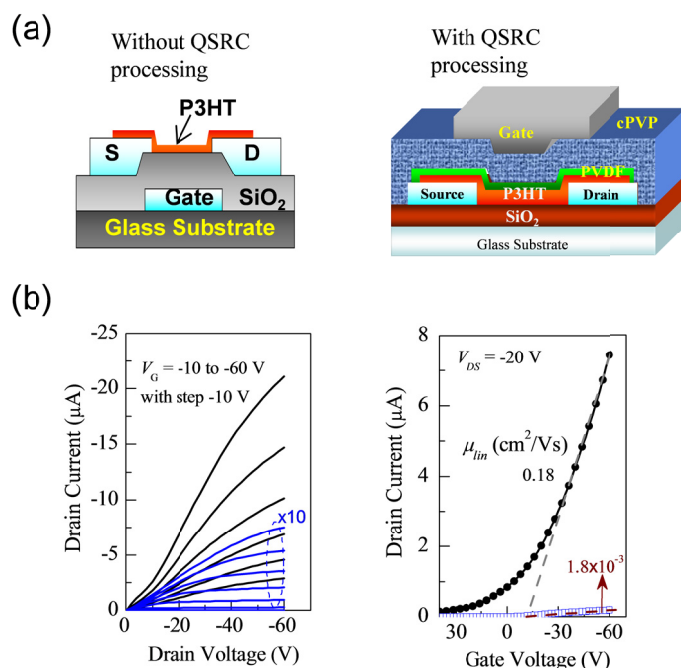 (a)
Without QSRC
processing
P3HT
S
D
Gate
SiO₂
Glass Substrate
With QSRC
processing
cPVP
Gate
PVDF
Source
P3HT
Drain
SiO₂
Glass Substrate
(b)
-25
-20
-15
-10
-5
0
Drain Current (μA)
V_G = -10 to -60 V
with step -10 V
x10
0
-20
-40
-60
Drain Voltage (V)
8
6
4
2
0
Drain Current (μA)
V_DS = -20 V
μ_lin (cm²/Vs)
0.18
1.8x10⁻³
30
0
-30
-60
Gate Voltage (V)